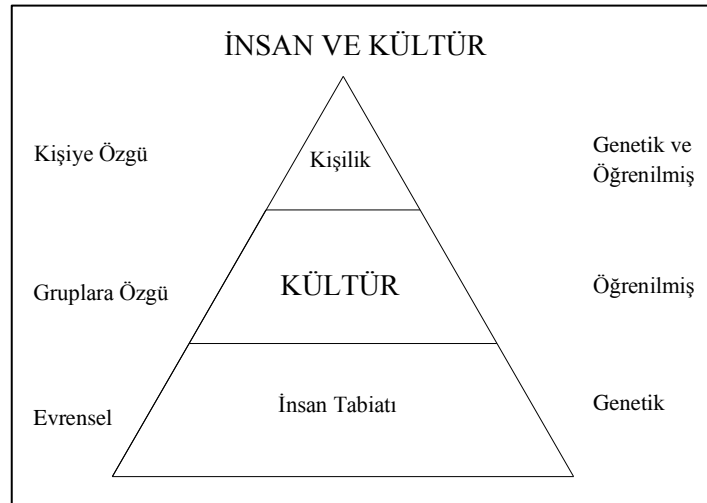 İNSAN VE KÜLTÜR
Kişiye Özgü
Kişilik
Genetik ve
Öğrenilmiş
Gruplara Özgü
KÜLTÜR
Öğrenilmiş
Evrensel
İnsan Tabiatı
Genetik